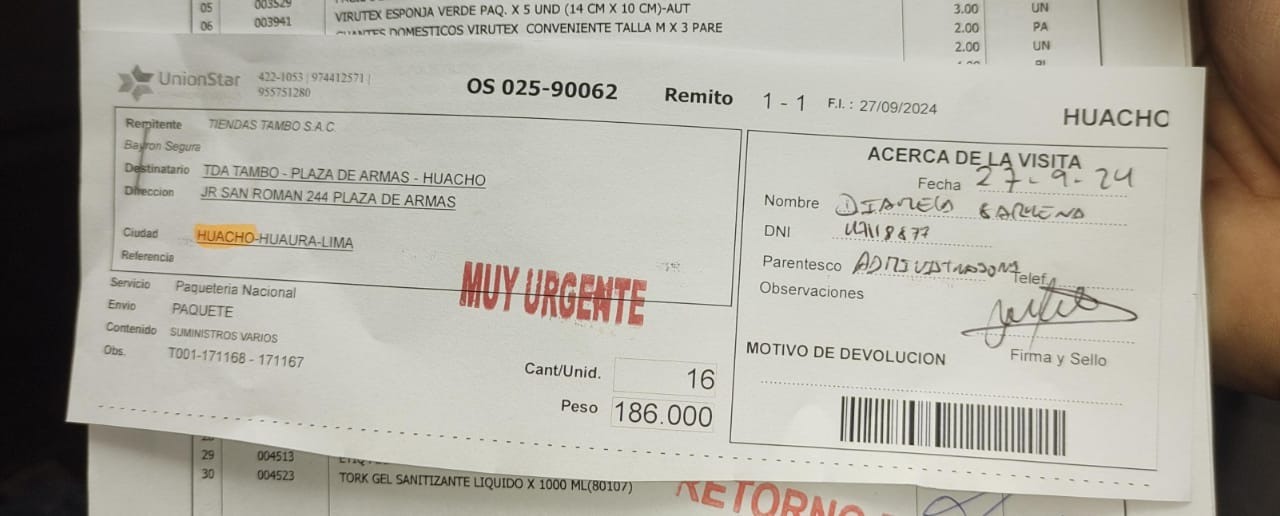 05 003529
VIRUTEX ESPONJA VERDE PAQ. X 5 UND (14 CM X 10 CM)-AUT 3.00 UN
06 003941 GUANTES DOMESTICOS VIRUTEX CONVENIENTE TALLA M X 3 PARE 2.00 PA
2.00 UN
UnionStar
422-1053 | 974412571 |
955751280
OS 025-90062
Remito 1 - 1
F.I. : 27/09/2024
HUACHO
Remitente TIENDAS TAMBO S.A.C.
Bayron Segura
Destinatario TDA TAMBO - PLAZA DE ARMAS - HUACHO
Direccion JR SAN ROMAN 244 PLAZA DE ARMAS
Ciudad HUACHO-HUAURA-LIMA
Referencia
Servicio Paqueteria Nacional
Envio PAQUETE
Contenido SUMINISTROS VARIOS
Obs. T001-171168 - 171167
MUY URGENTE
Cant/Unid. 16
Peso 186.000
ACERCA DE LA VISITA
Fecha 27-9-24
Nombre
DNI
Parentesco
Telef.
Observaciones
Firma y Sello
MOTIVO DE DEVOLUCION
29 004513
30 004523 TORK GEL SANITIZANTE LIQUIDO X 1000 ML(80107)
RETORNO